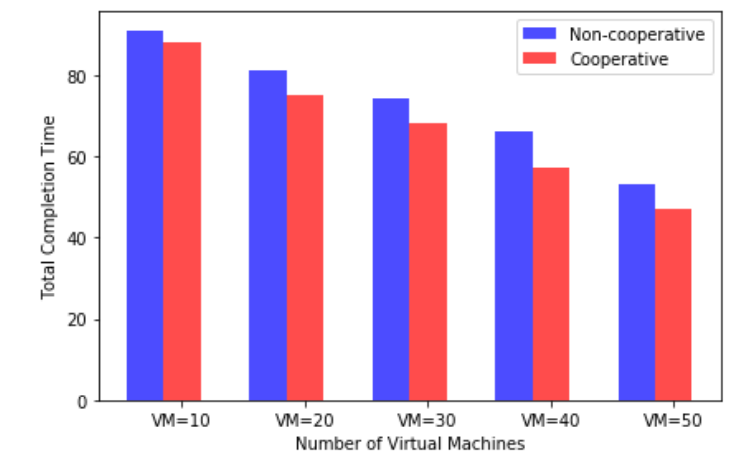 Non-cooperative
Cooperative
Total Completion Time
80
60
40
20
0
VM=10 VM=20 VM=30 VM=40 VM=50
Number of Virtual Machines